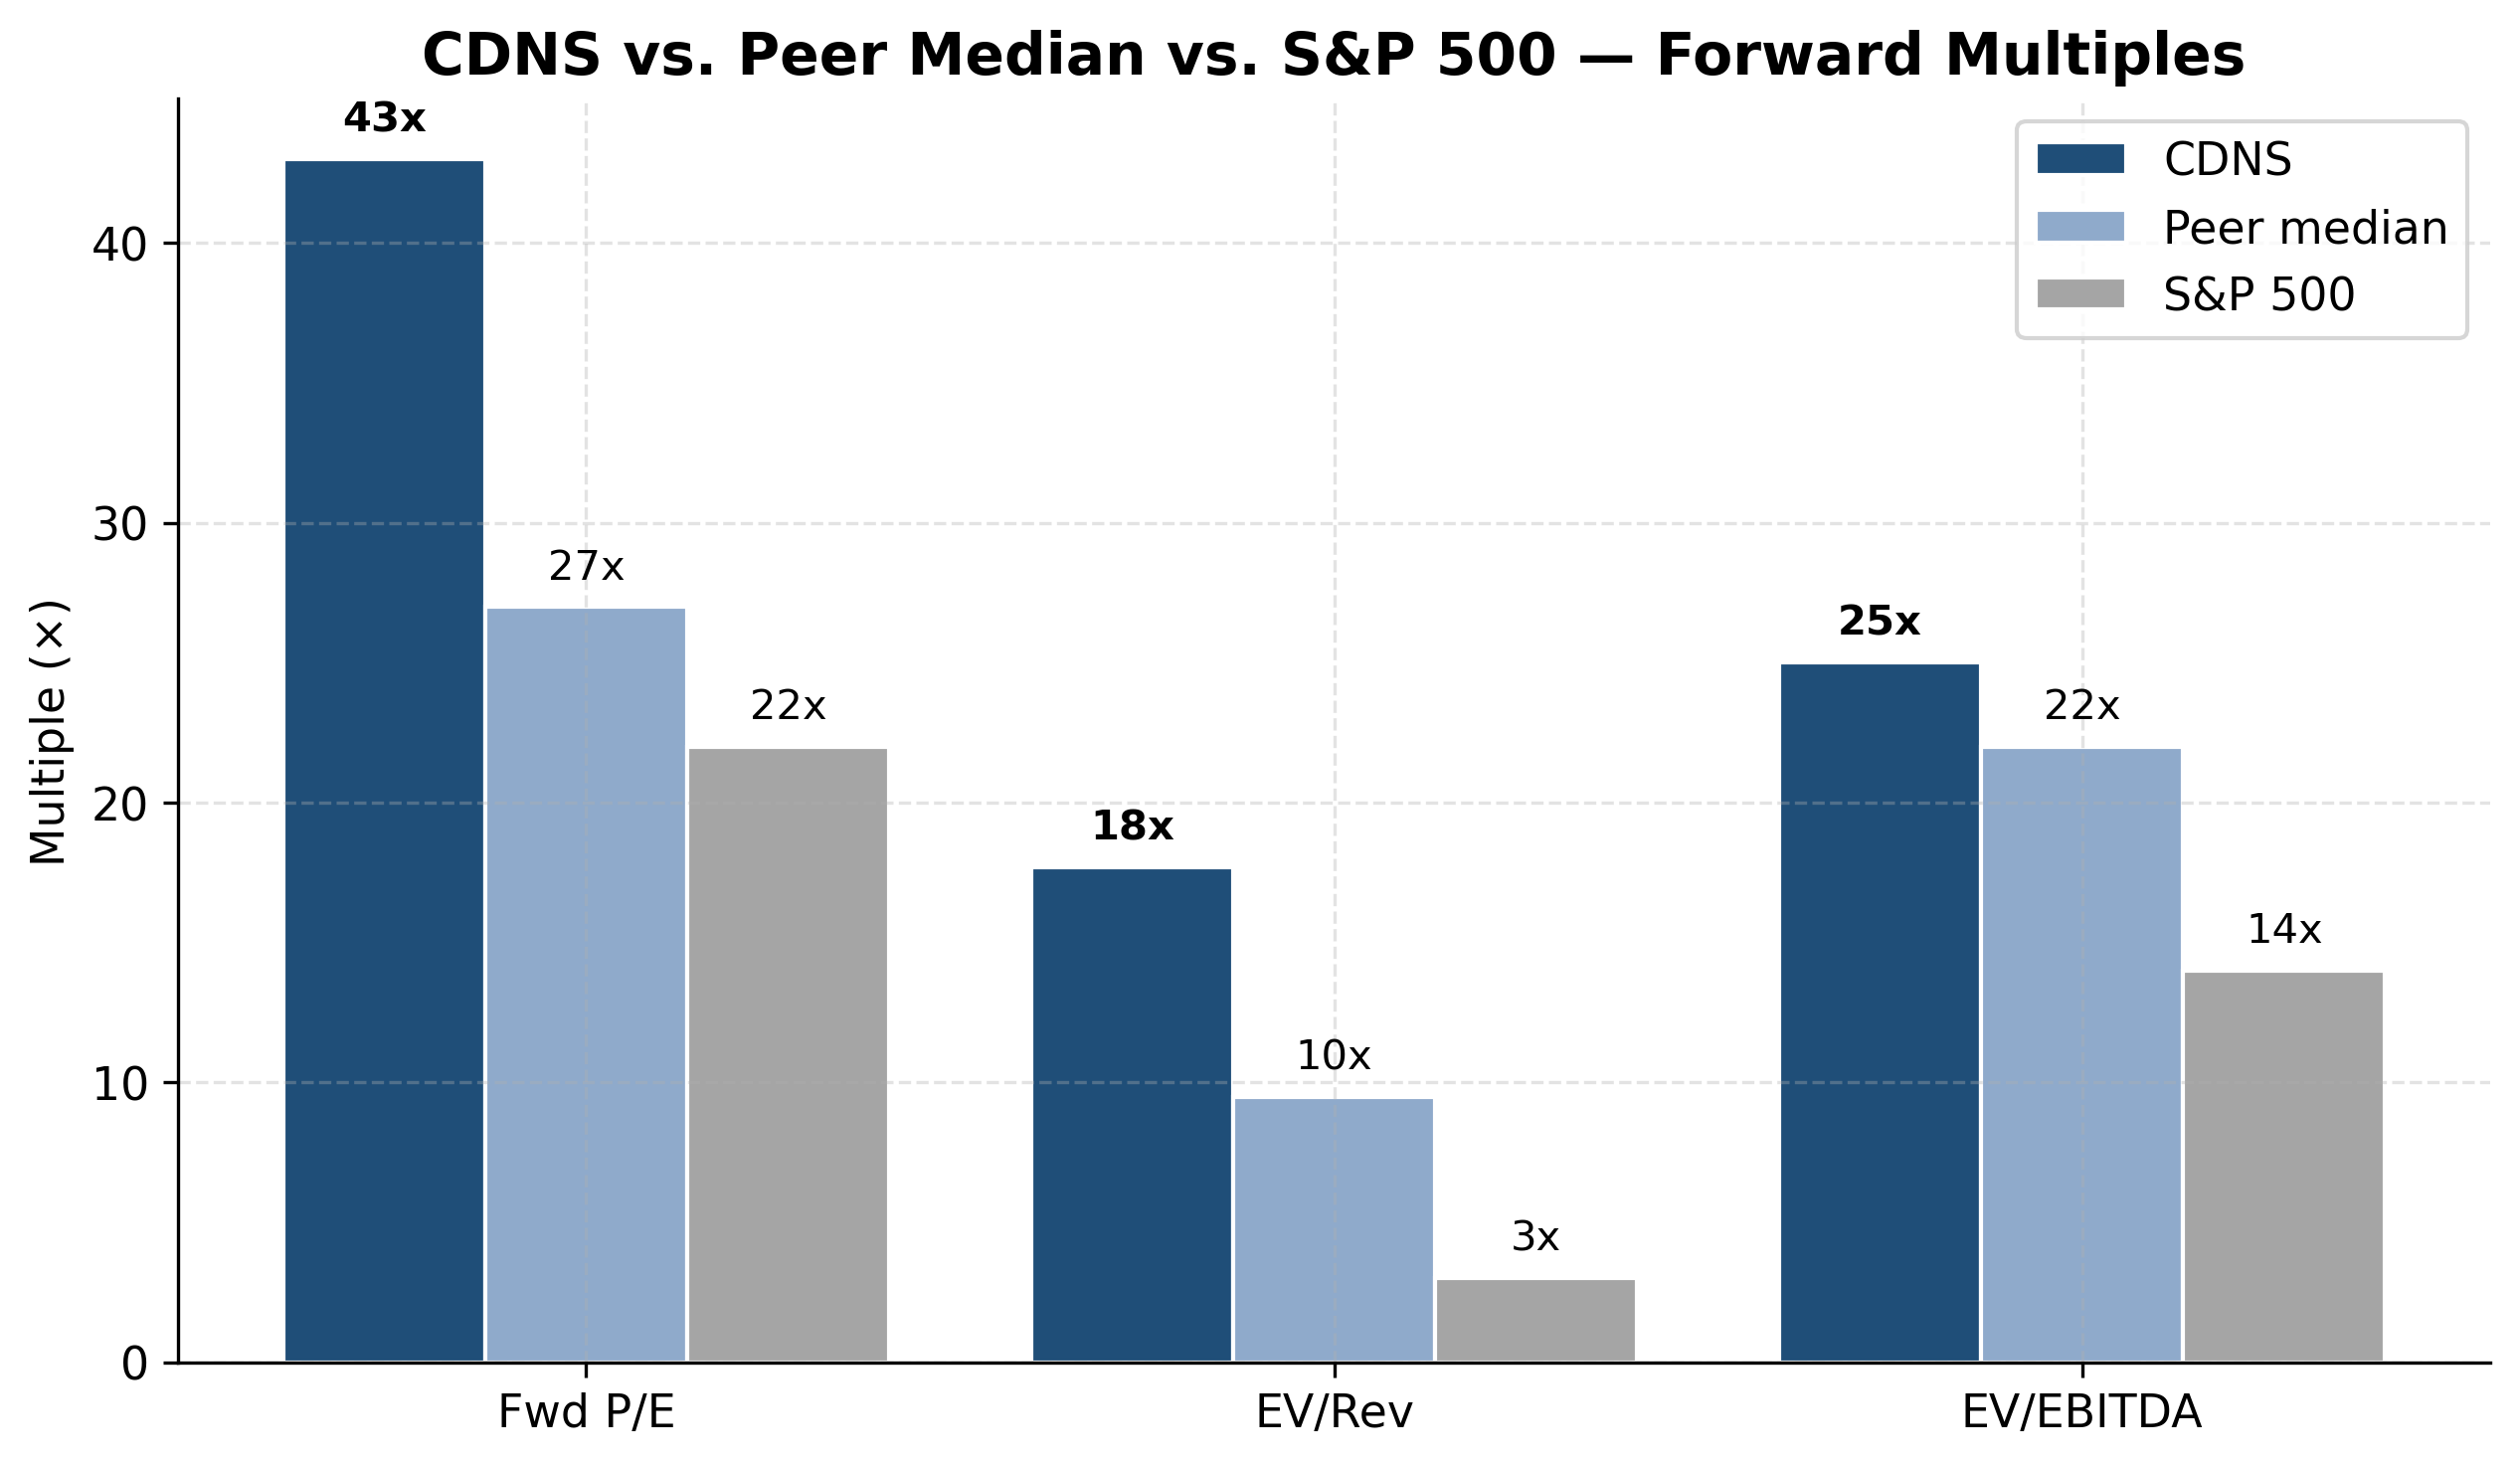 CDNS vs. Peer Median vs. S&P 500 — Forward Multiples
43x
CDNS
Peer median
S&P 500
40
30
27x
25x
22x
22x
Multiple (×)
20
18x
14x
10x
10
3x
0
Fwd P/E
EV/Rev
EV/EBITDA